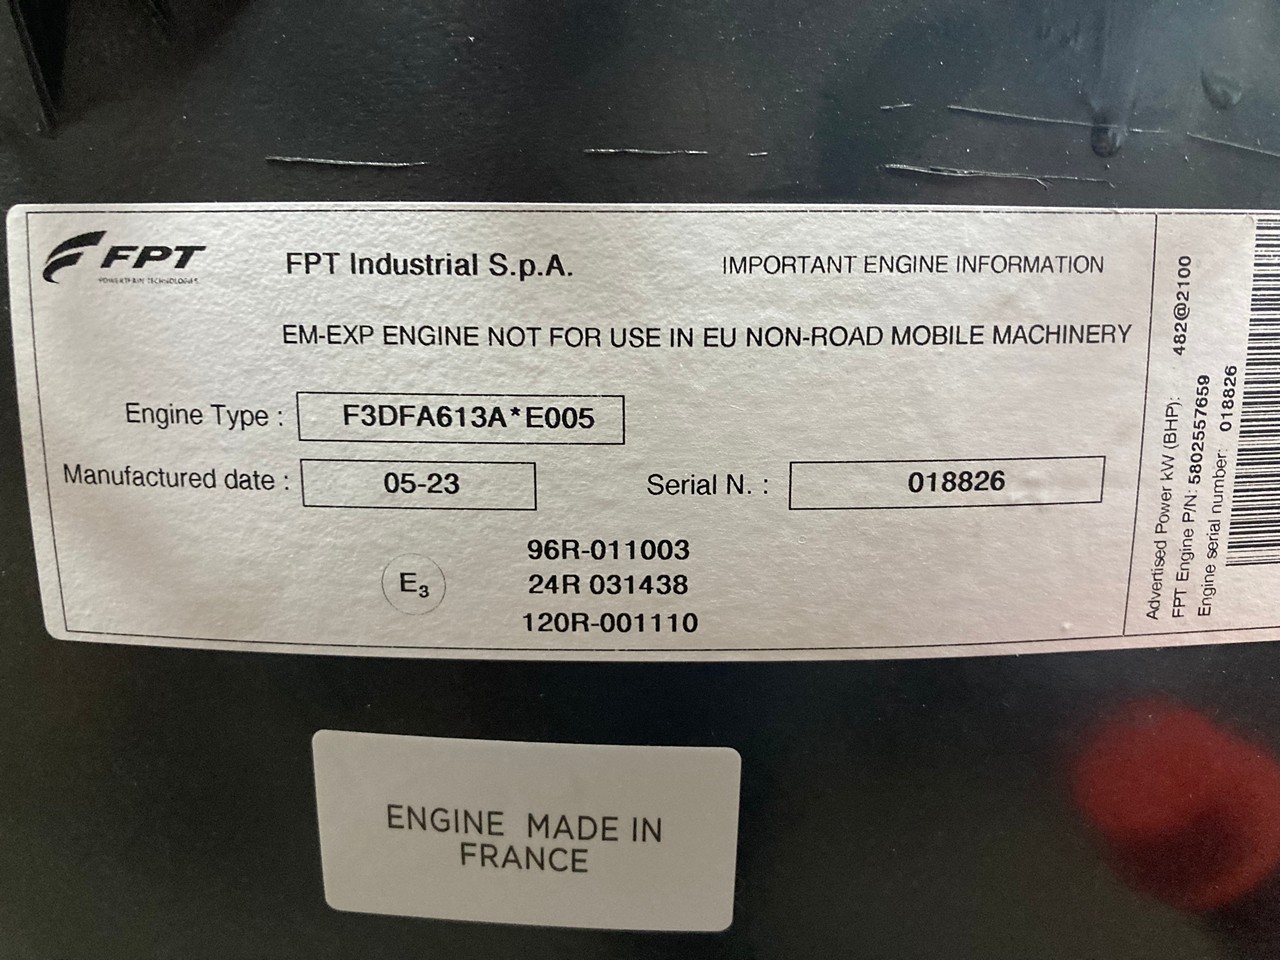 FPT
POWERTRAIN TECHNOLOGIES
FPT Industrial S.p.A.
IMPORTANT ENGINE INFORMATION
EM-EXP ENGINE NOT FOR USE IN EU NON-ROAD MOBILE MACHINERY
Engine Type : F3DFA613A*E005
Manufactured date : 05-23
Serial N. : 018826
E3
96R-011003
24R 031438
120R-001110
Advertised Power kW (BHP): 482@2100
FPT Engine P/N: 5802557659
Engine serial number: 018826
ENGINE MADE IN
FRANCE